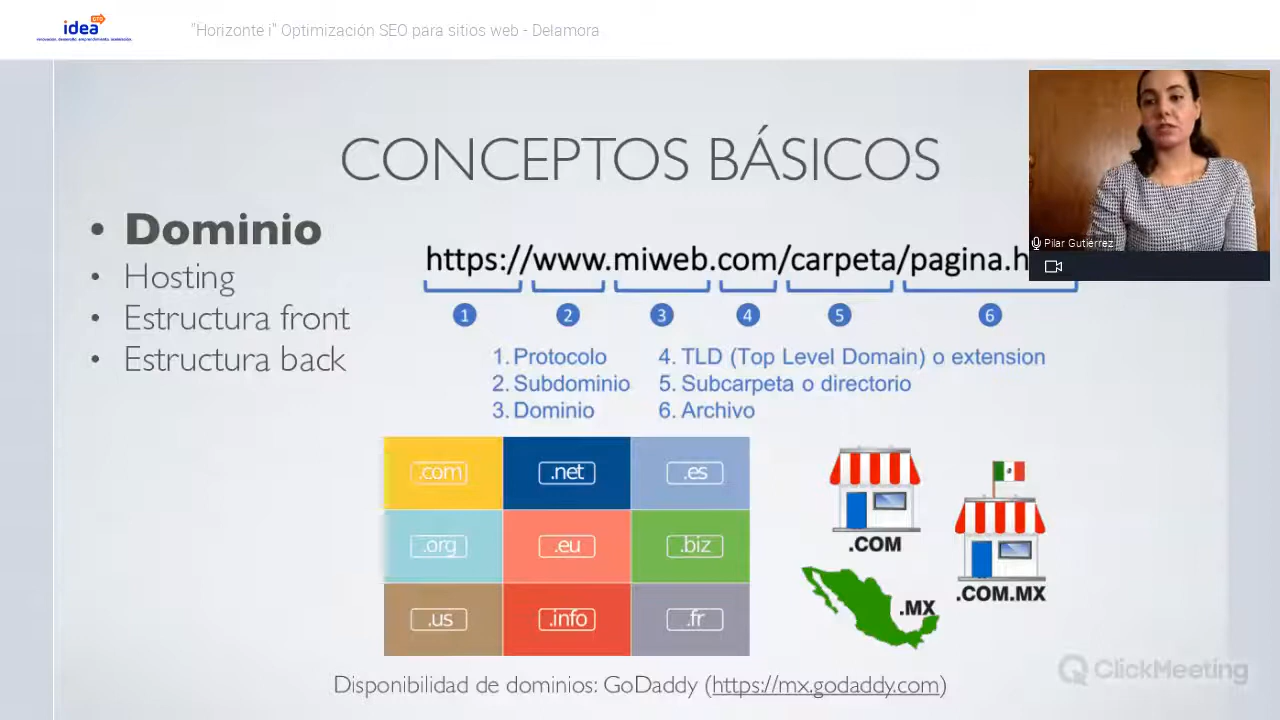 idea GTO
"Horizonte i" Optimización SEO para sitios web - Delamora
CONCEPTOS BÁSICOS
• Dominio
• Hosting
• Estructura front
• Estructura back
https://www.miweb.com/carpeta/pagina.h
1 2 3 4 5 6
1. Protocolo
2. Subdominio
3. Dominio
4. TLD (Top Level Domain) o extension
5. Subcarpeta o directorio
6. Archivo
.com .net .es
.org .eu .biz
.us .info .fr
.COM
.COM.MX
.MX
Disponibilidad de dominios: GoDaddy (https://mx.godaddy.com)
Pilar Gutiérrez
ClickMeeting